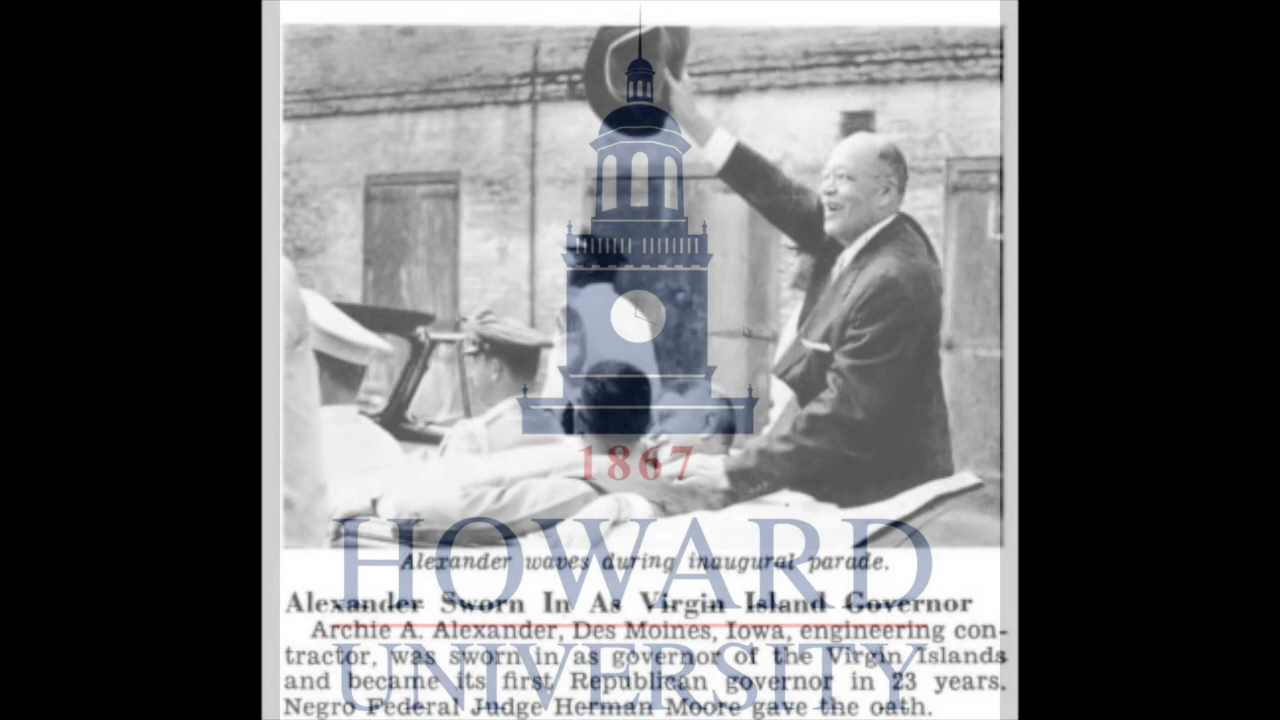 1867
HOWARD
UNIVERSITY
Alexander waves during inaugural parade.
Alexander Sworn In As Virgin Island Governor
Archie A. Alexander, Des Moines, Iowa, engineering con-
tractor, was sworn in as governor of the Virgin Islands
and became its first Republican governor in 23 years.
Negro Federal Judge Herman Moore gave the oath.